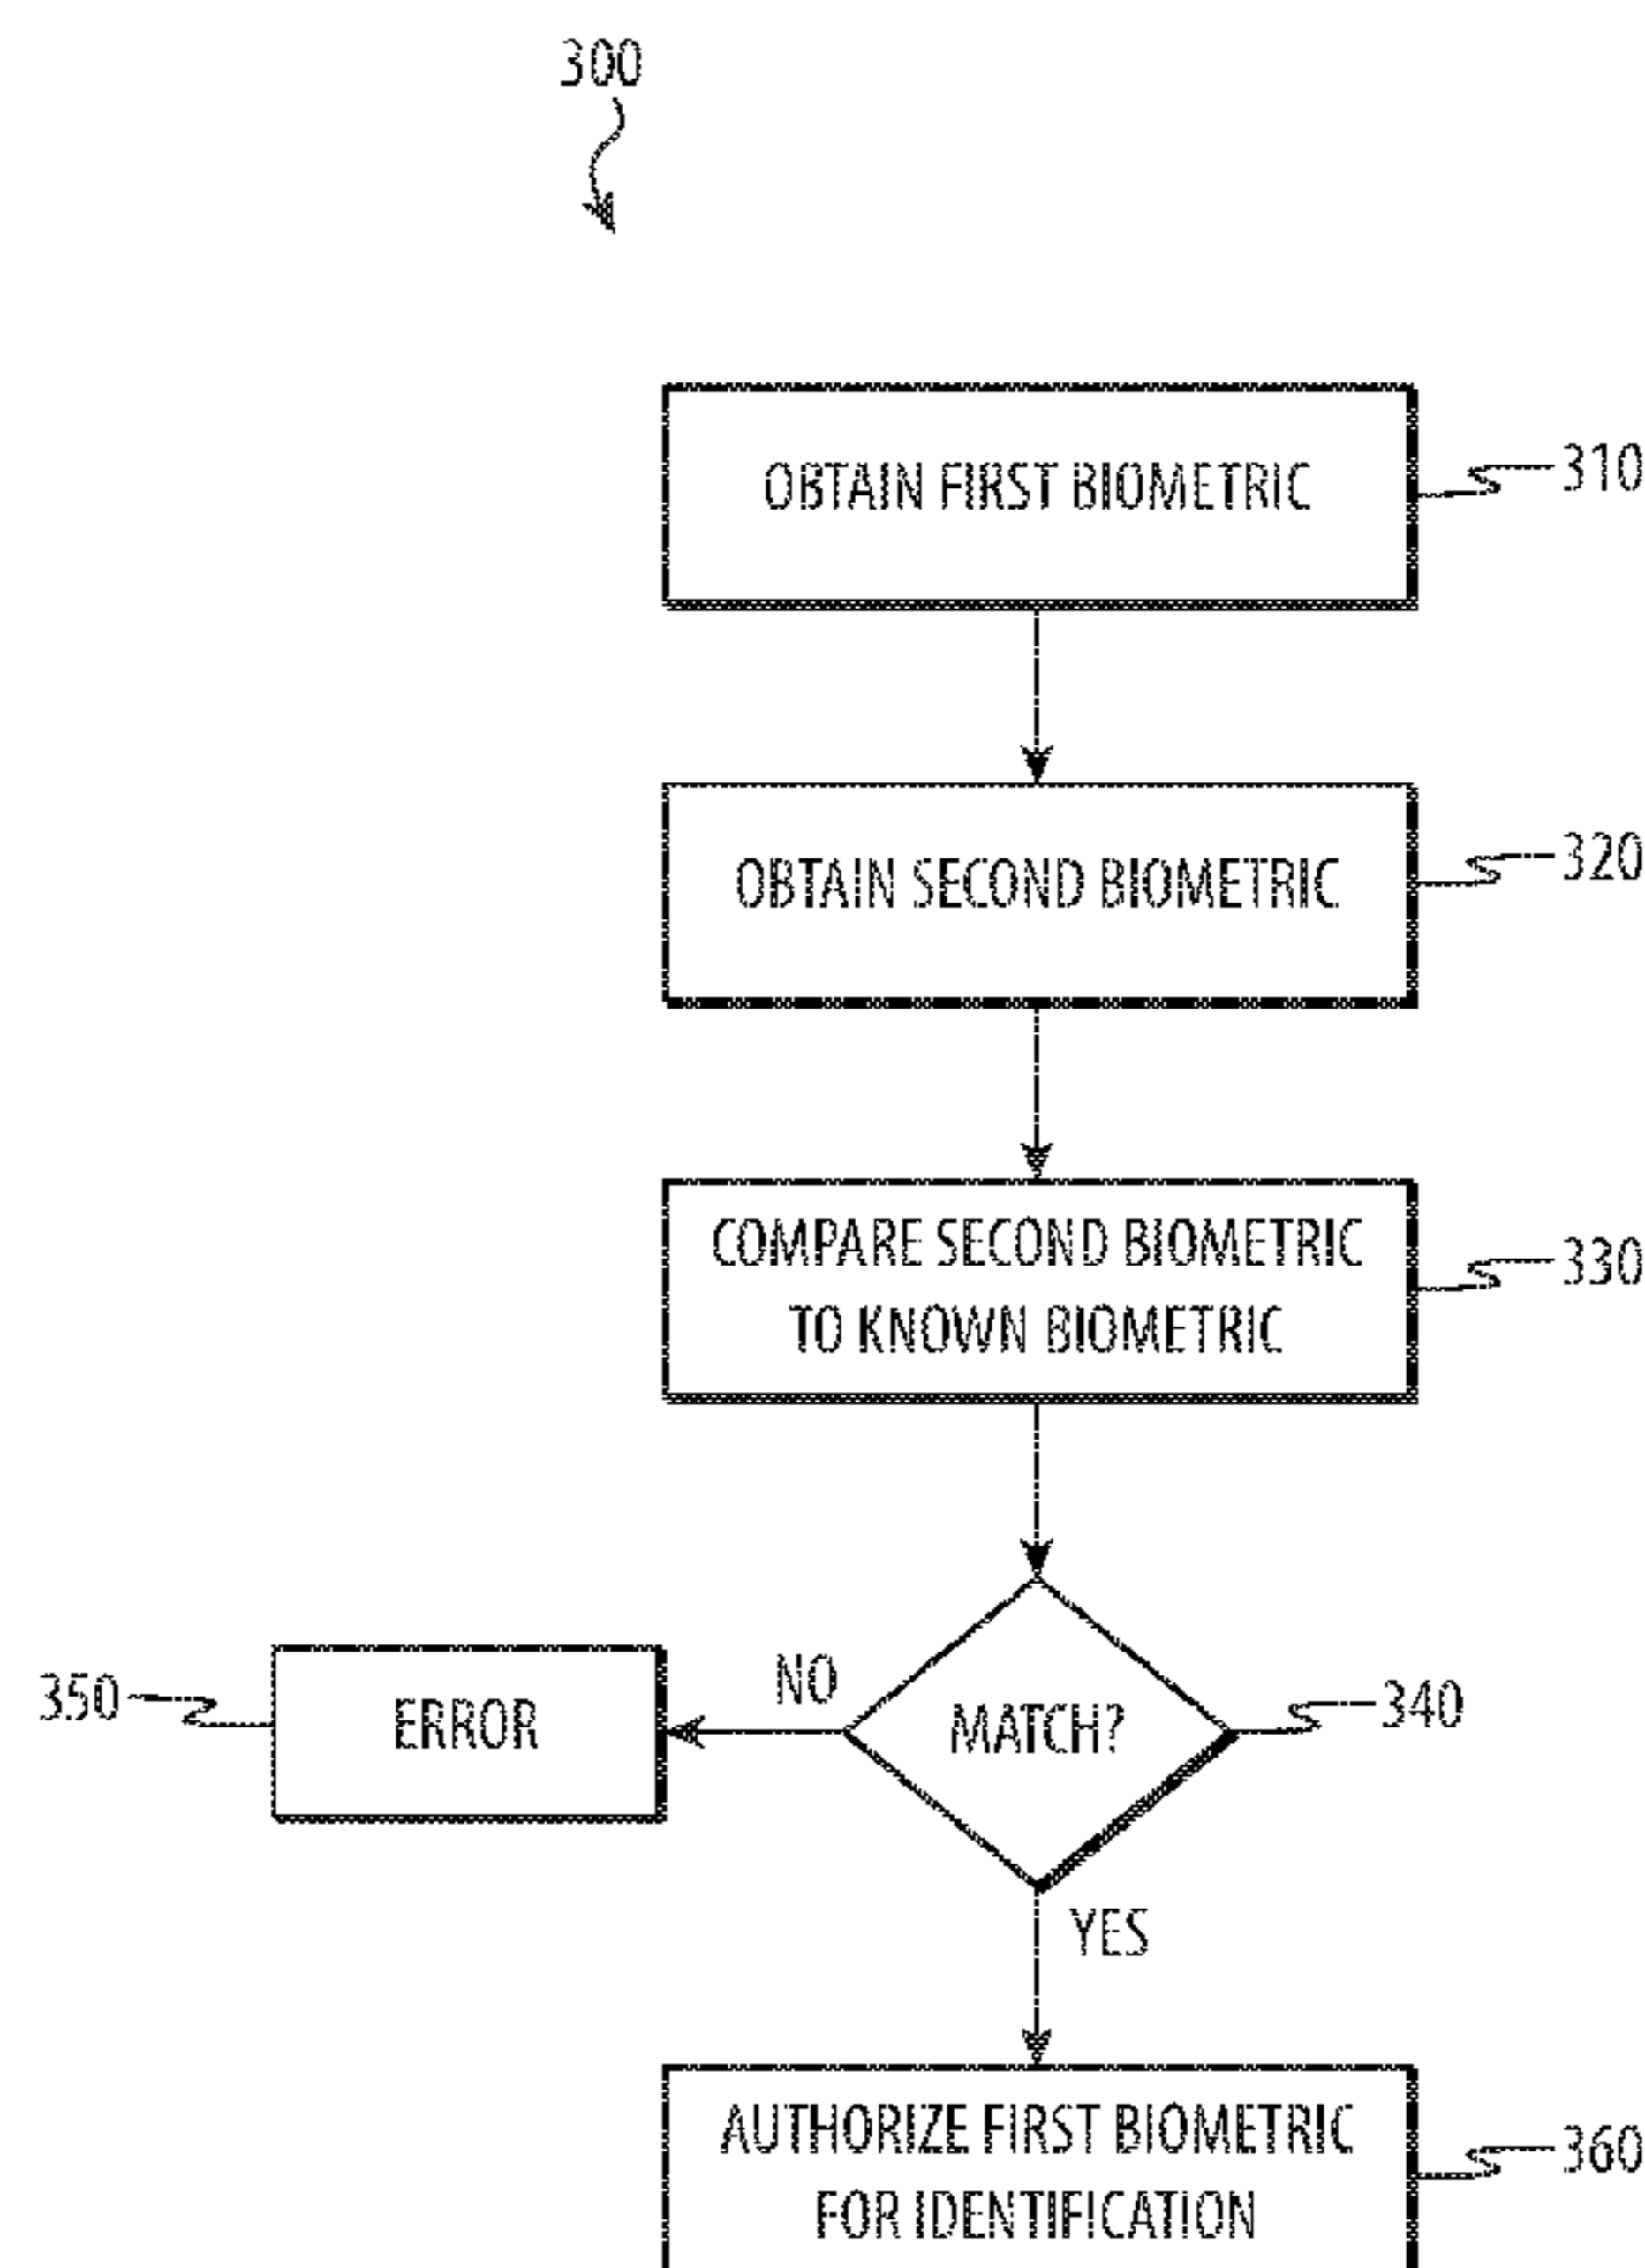 300
OBTAIN FIRST BIOMETRIC
310
OBTAIN SECOND BIOMETRIC
320
COMPARE SECOND BIOMETRIC
TO KNOWN BIOMETRIC
330
350
ERROR
NO
MATCH?
340
YES
AUTHORIZE FIRST BIOMETRIC
FOR IDENTIFICATION
360